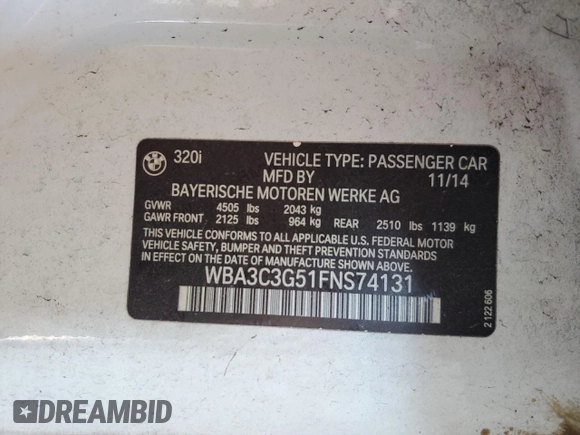 BMW
320i
VEHICLE TYPE: PASSENGER CAR
MFD BY 11/14
BAYERISCHE MOTOREN WERKE AG
GVWR 4505 lbs 2043 kg
GAWR FRONT 2125 lbs 964 kg REAR 2510 lbs 1139 kg
THIS VEHICLE CONFORMS TO ALL APPLICABLE U.S. FEDERAL MOTOR
VEHICLE SAFETY, BUMPER AND THEFT PREVENTION STANDARDS
IN EFFECT ON THE DATE OF MANUFACTURE SHOWN ABOVE.
WBA3C3G51FNS74131
2 122 606
DREAMBID